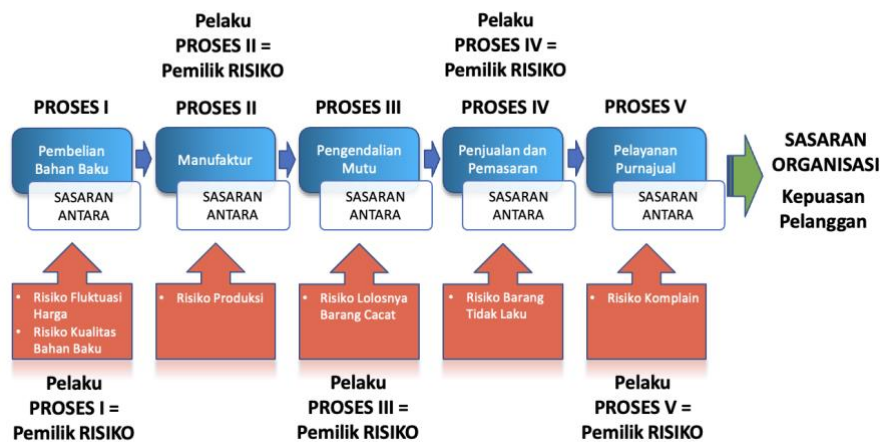 Pelaku
PROSES II =
Pemilik RISIKO
Pelaku
PROSES IV =
Pemilik RISIKO
PROSES I
PROSES II
PROSES III
PROSES IV
PROSES V
Pembelian
Bahan Baku
SASARAN
ANTARA
Manufaktur
SASARAN
ANTARA
Pengendalian
Mutu
SASARAN
ANTARA
Penjualan dan
Pemasaran
SASARAN
ANTARA
Pelayanan
Purnajual
SASARAN
ANTARA
SASARAN
ORGANISASI
Kepuasan
Pelanggan
• Risiko Fluktuasi
Harga
• Risiko Kualitas
Bahan Baku
• Risiko Produksi
• Risiko Lolosnya
Barang Cacat
• Risiko Barang
Tidak Laku
• Risiko Komplain
Pelaku
PROSES I =
Pemilik RISIKO
Pelaku
PROSES III =
Pemilik RISIKO
Pelaku
PROSES V =
Pemilik RISIKO